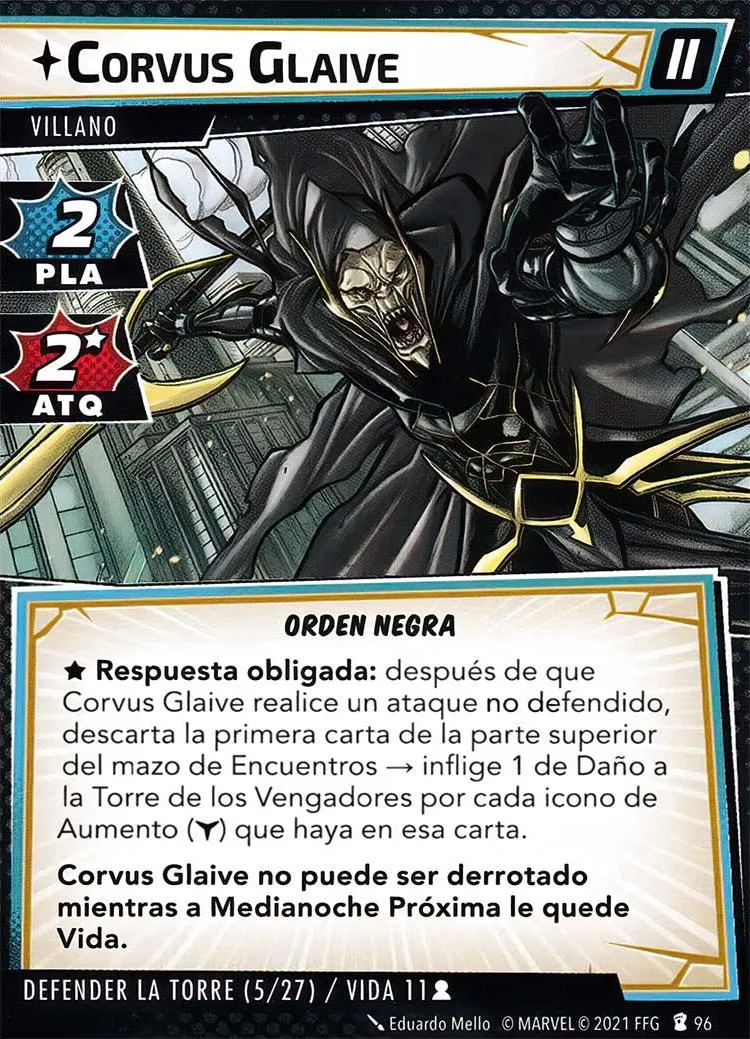 CORVUS GLAIVE
II
VILLANO
2
PLA
2
ATQ
ORDEN NEGRA
★ Respuesta obligada: después de que
Corvus Glaive realice un ataque no defendido,
descarta la primera carta de la parte superior
del mazo de Encuentros → inflige 1 de Daño a
la Torre de los Vengadores por cada icono de
Aumento ( ) que haya en esa carta.
Corvus Glaive no puede ser derrotado
mientras a Medianoche Próxima le quede
Vida.
DEFENDER LA TORRE (5/27) / VIDA 11
Eduardo Mello © MARVEL © 2021 FFG 96